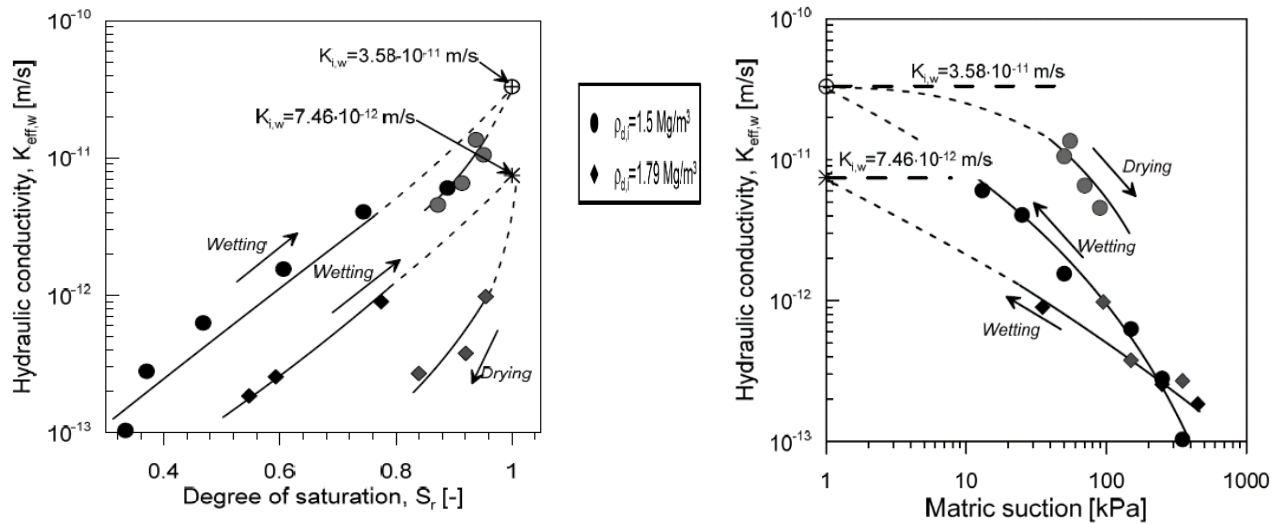 10⁻¹⁰
10⁻¹¹
10⁻¹²
10⁻¹³
Hydraulic conductivity, K_eff,w [m/s]
K_i,w=3.58·10⁻¹¹ m/s
K_i,w=7.46·10⁻¹² m/s
Wetting
Wetting
Drying
0.4 0.6 0.8 1
Degree of saturation, S_r [-]
ρ_d,i=1.5 Mg/m³
ρ_d,i=1.79 Mg/m³
10⁻¹⁰
10⁻¹¹
10⁻¹²
10⁻¹³
Hydraulic conductivity, K_eff,w [m/s]
K_i,w=3.58·10⁻¹¹ m/s
K_i,w=7.46·10⁻¹² m/s
Drying
Wetting
Wetting
1 10 100 1000
Matric suction [kPa]